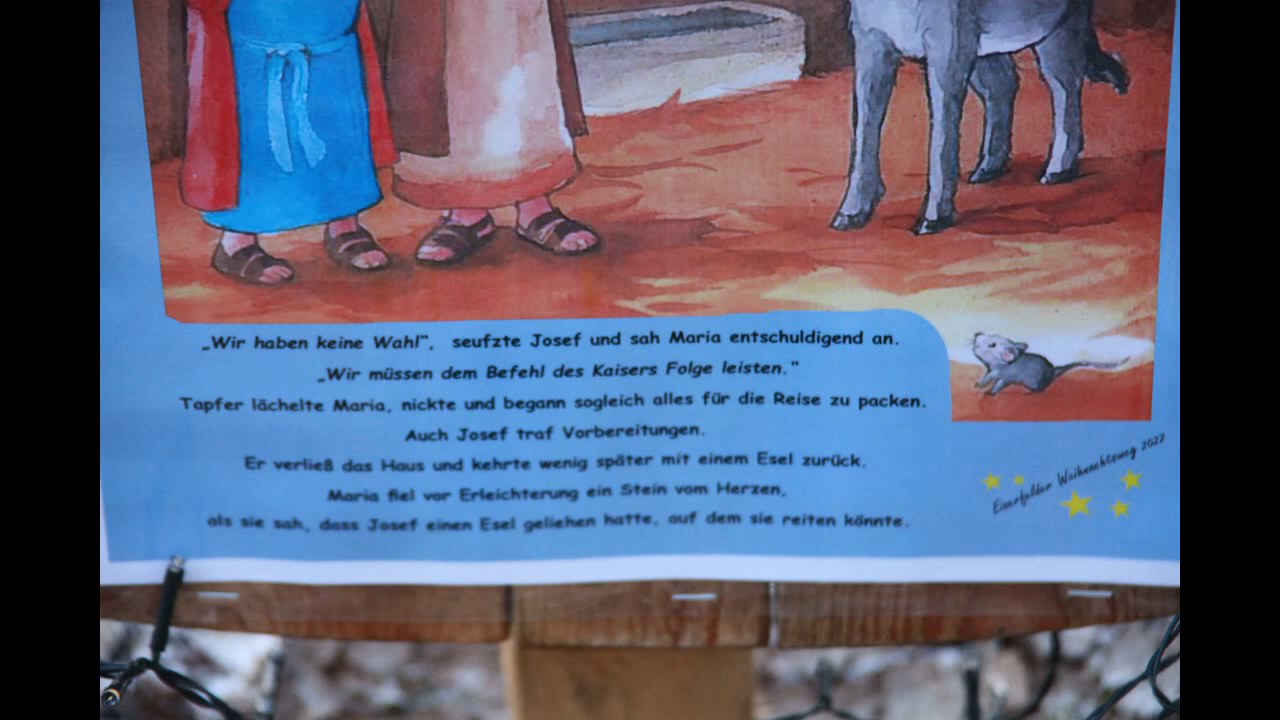 „Wir haben keine Wahl“, seufzte Josef und sah Maria entschuldigend an.
„Wir müssen dem Befehl des Kaisers Folge leisten."
Tapfer lächelte Maria, nickte und begann sogleich alles für die Reise zu packen.
Auch Josef traf Vorbereitungen.
Er verließ das Haus und kehrte wenig später mit einem Esel zurück.
Maria fiel vor Erleichterung ein Stein vom Herzen,
als sie sah, dass Josef einen Esel geliehen hatte, auf dem sie reiten könnte.
Eiserfelder Weihnachtsweg 2022